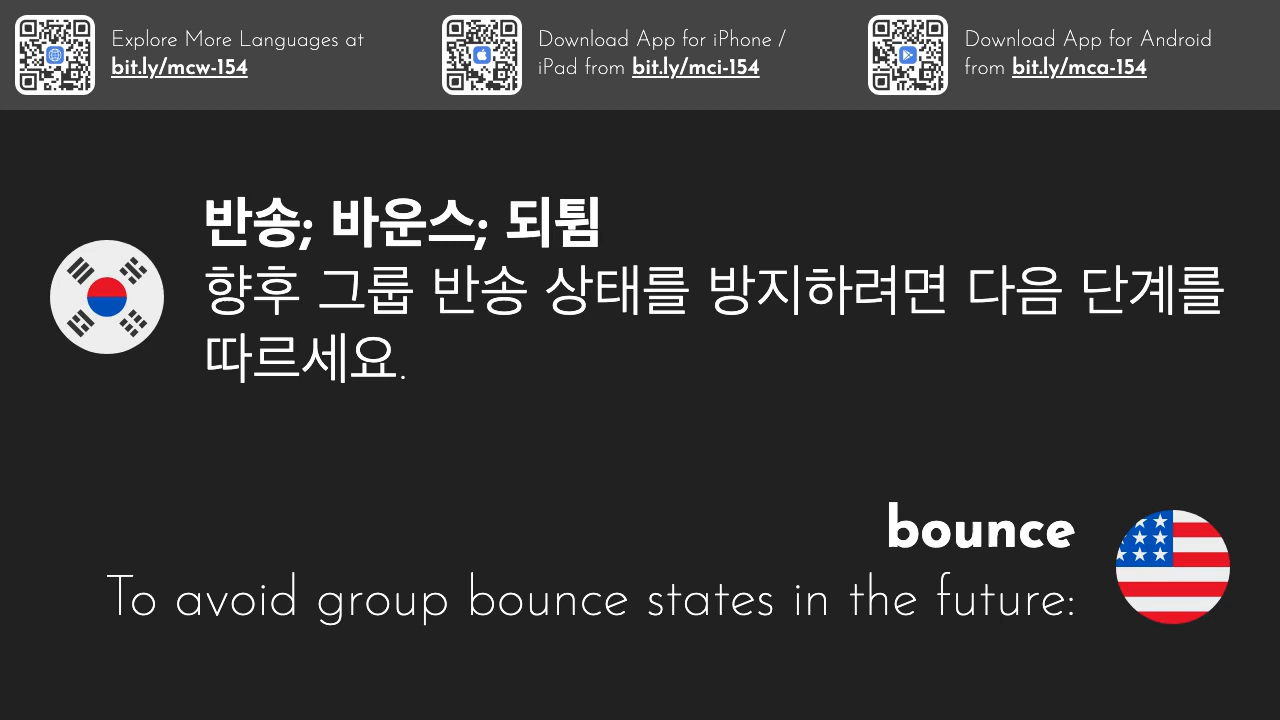 Explore More Languages at
bit.ly/mcw-154
Download App for iPhone /
iPad from bit.ly/mci-154
Download App for Android
from bit.ly/mca-154
반송; 바운스; 되튐
향후 그룹 반송 상태를 방지하려면 다음 단계를
따르세요.
bounce
To avoid group bounce states in the future: